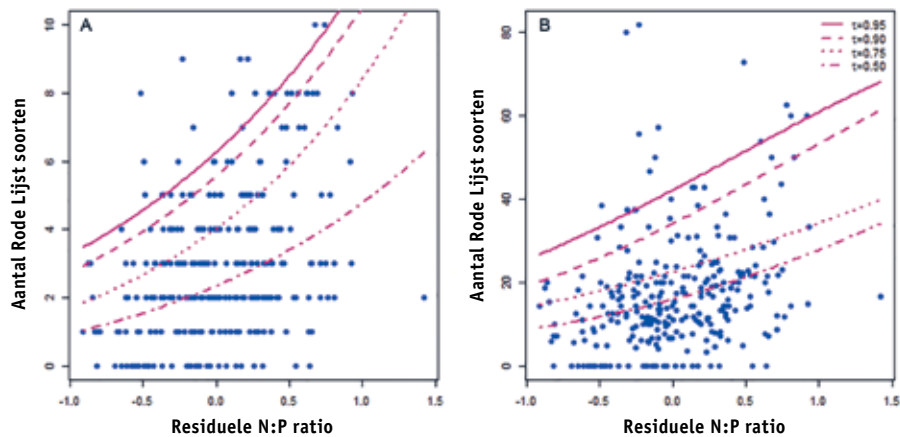 A
Aantal Rode Lijst soorten
10
8
6
4
2
0
-1.0 -0.5 0.0 0.5 1.0 1.5
Residuele N:P ratio
B
τ=0.95
τ=0.90
τ=0.75
τ=0.50
Aantal Rode Lijst soorten
80
60
40
20
0
-1.0 -0.5 0.0 0.5 1.0 1.5
Residuele N:P ratio